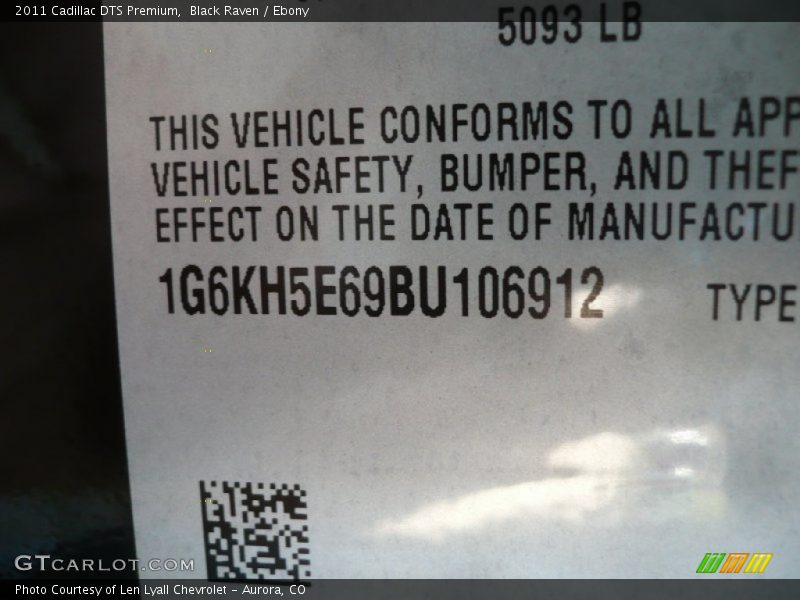 2011 Cadillac DTS Premium, Black Raven / Ebony
5093 LB
THIS VEHICLE CONFORMS TO ALL APP
VEHICLE SAFETY, BUMPER, AND THEF
EFFECT ON THE DATE OF MANUFACTU
1G6KH5E69BU106912 TYPE
GTCARLOT.COM
Photo Courtesy of Len Lyall Chevrolet - Aurora, CO